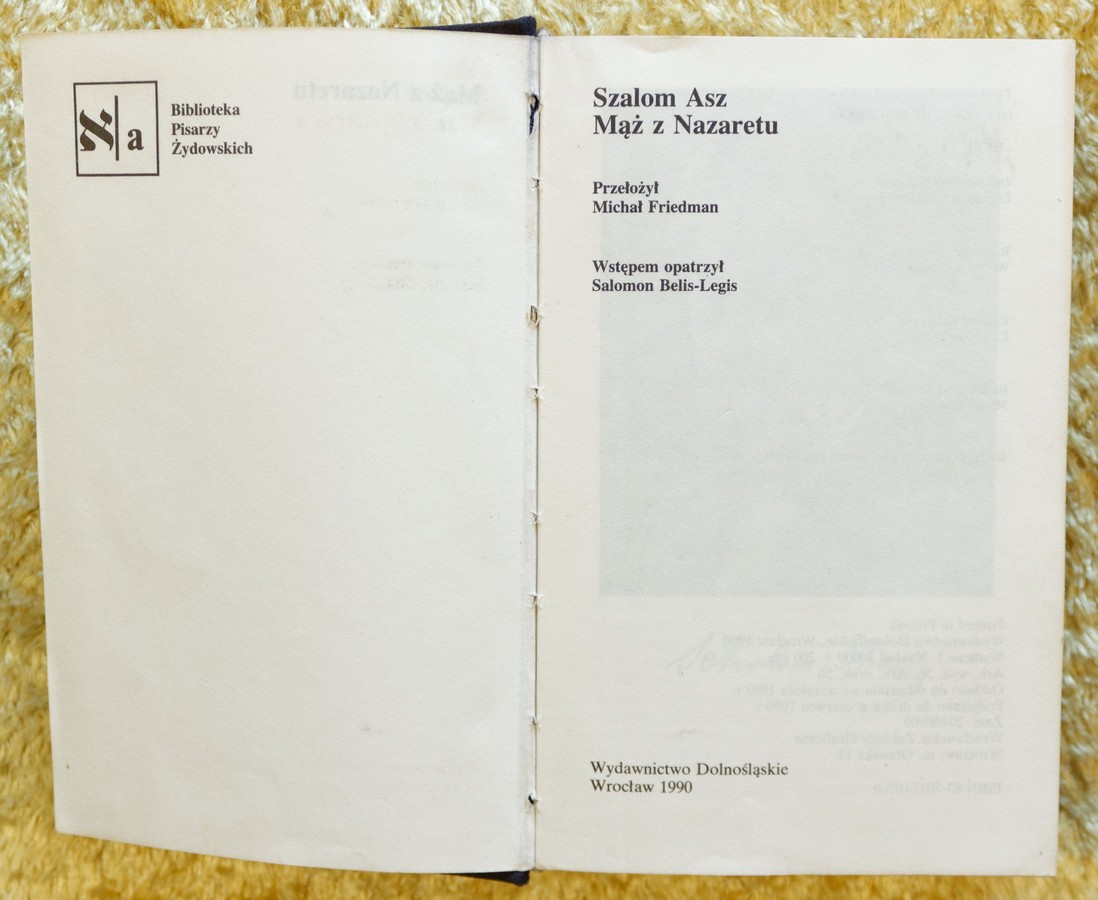 א|a
Biblioteka
Pisarzy
Żydowskich
Szalom Asz
Mąż z Nazaretu
Przełożył
Michał Friedman
Wstępem opatrzył
Salomon Belis-Legis
Wydawnictwo Dolnośląskie
Wrocław 1990